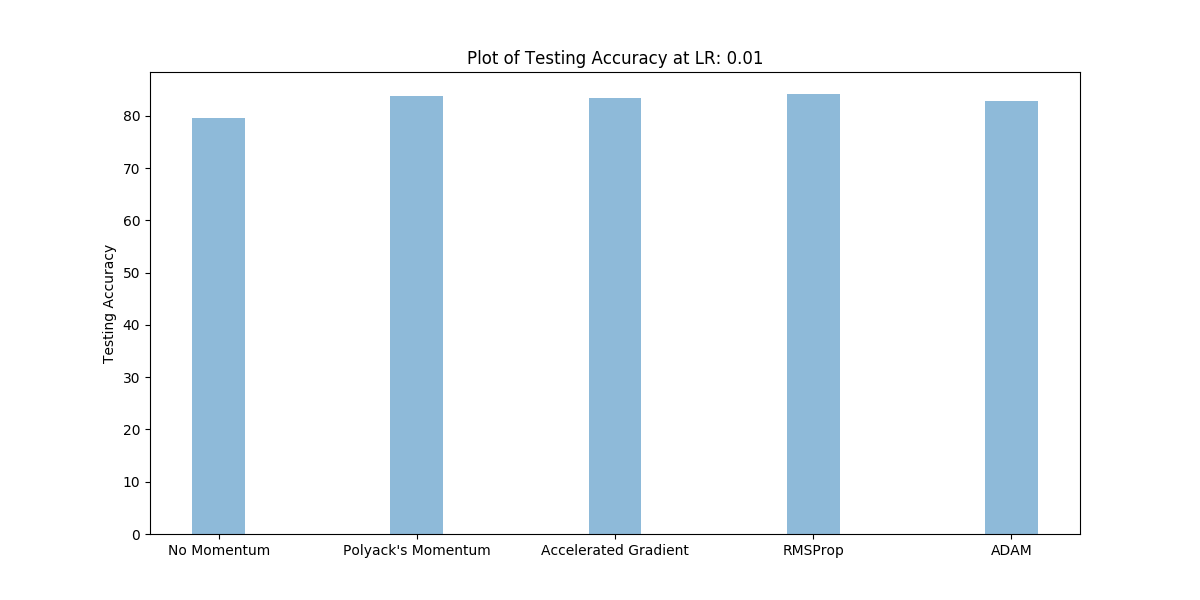 Plot of Testing Accuracy at LR: 0.01
Testing Accuracy
80
70
60
50
40
30
20
10
0
No Momentum
Polyack's Momentum
Accelerated Gradient
RMSProp
ADAM